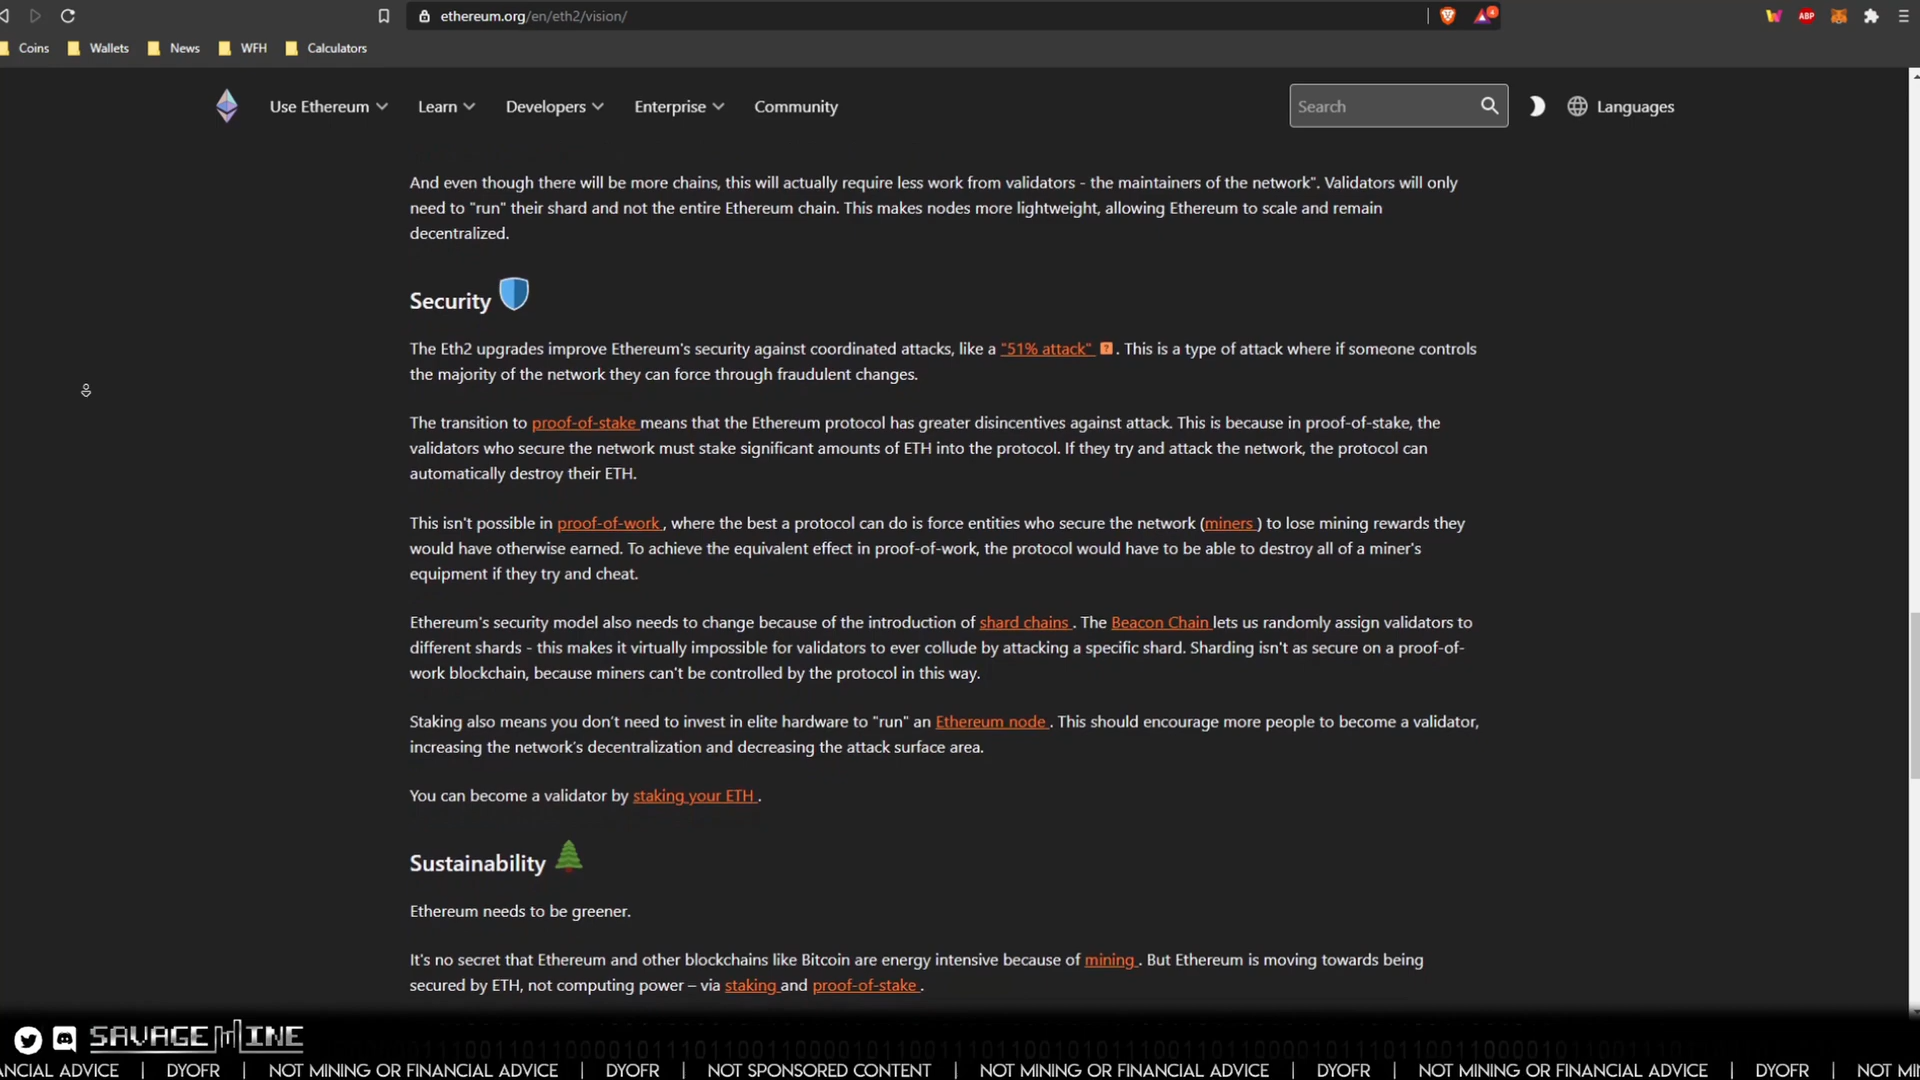 ethereum.org/en/eth2/vision/
4
ABP
Coins Wallets News WFH Calculators
Use Ethereum Learn Developers Enterprise Community Search Languages
And even though there will be more chains, this will actually require less work from validators - the maintainers of the network". Validators will only
need to "run" their shard and not the entire Ethereum chain. This makes nodes more lightweight, allowing Ethereum to scale and remain
decentralized.
Security
The Eth2 upgrades improve Ethereum's security against coordinated attacks, like a "51% attack" ?. This is a type of attack where if someone controls
the majority of the network they can force through fraudulent changes.
The transition to proof-of-stake means that the Ethereum protocol has greater disincentives against attack. This is because in proof-of-stake, the
validators who secure the network must stake significant amounts of ETH into the protocol. If they try and attack the network, the protocol can
automatically destroy their ETH.
This isn't possible in proof-of-work , where the best a protocol can do is force entities who secure the network (miners ) to lose mining rewards they
would have otherwise earned. To achieve the equivalent effect in proof-of-work, the protocol would have to be able to destroy all of a miner's
equipment if they try and cheat.
Ethereum's security model also needs to change because of the introduction of shard chains . The Beacon Chain lets us randomly assign validators to
different shards - this makes it virtually impossible for validators to ever collude by attacking a specific shard. Sharding isn't as secure on a proof-of-
work blockchain, because miners can't be controlled by the protocol in this way.
Staking also means you don't need to invest in elite hardware to "run" an Ethereum node . This should encourage more people to become a validator,
increasing the network's decentralization and decreasing the attack surface area.
You can become a validator by staking your ETH .
Sustainability
Ethereum needs to be greener.
It's no secret that Ethereum and other blockchains like Bitcoin are energy intensive because of mining . But Ethereum is moving towards being
secured by ETH, not computing power – via staking and proof-of-stake .
SAVAGE MINE
NCIAL ADVICE | DYOFR | NOT MINING OR FINANCIAL ADVICE | DYOFR | NOT SPONSORED CONTENT | NOT MINING OR FINANCIAL ADVICE | DYOFR | NOT MINING OR FINANCIAL ADVICE | DYOFR | NOT MI